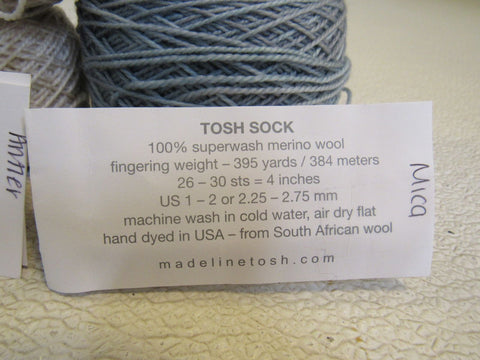 TOSH SOCK
100% superwash merino wool
fingering weight – 395 yards / 384 meters
26 – 30 sts = 4 inches
US 1 – 2 or 2.25 – 2.75 mm
machine wash in cold water, air dry flat
hand dyed in USA – from South African wool
madelinetosh.com
Mica
Antler